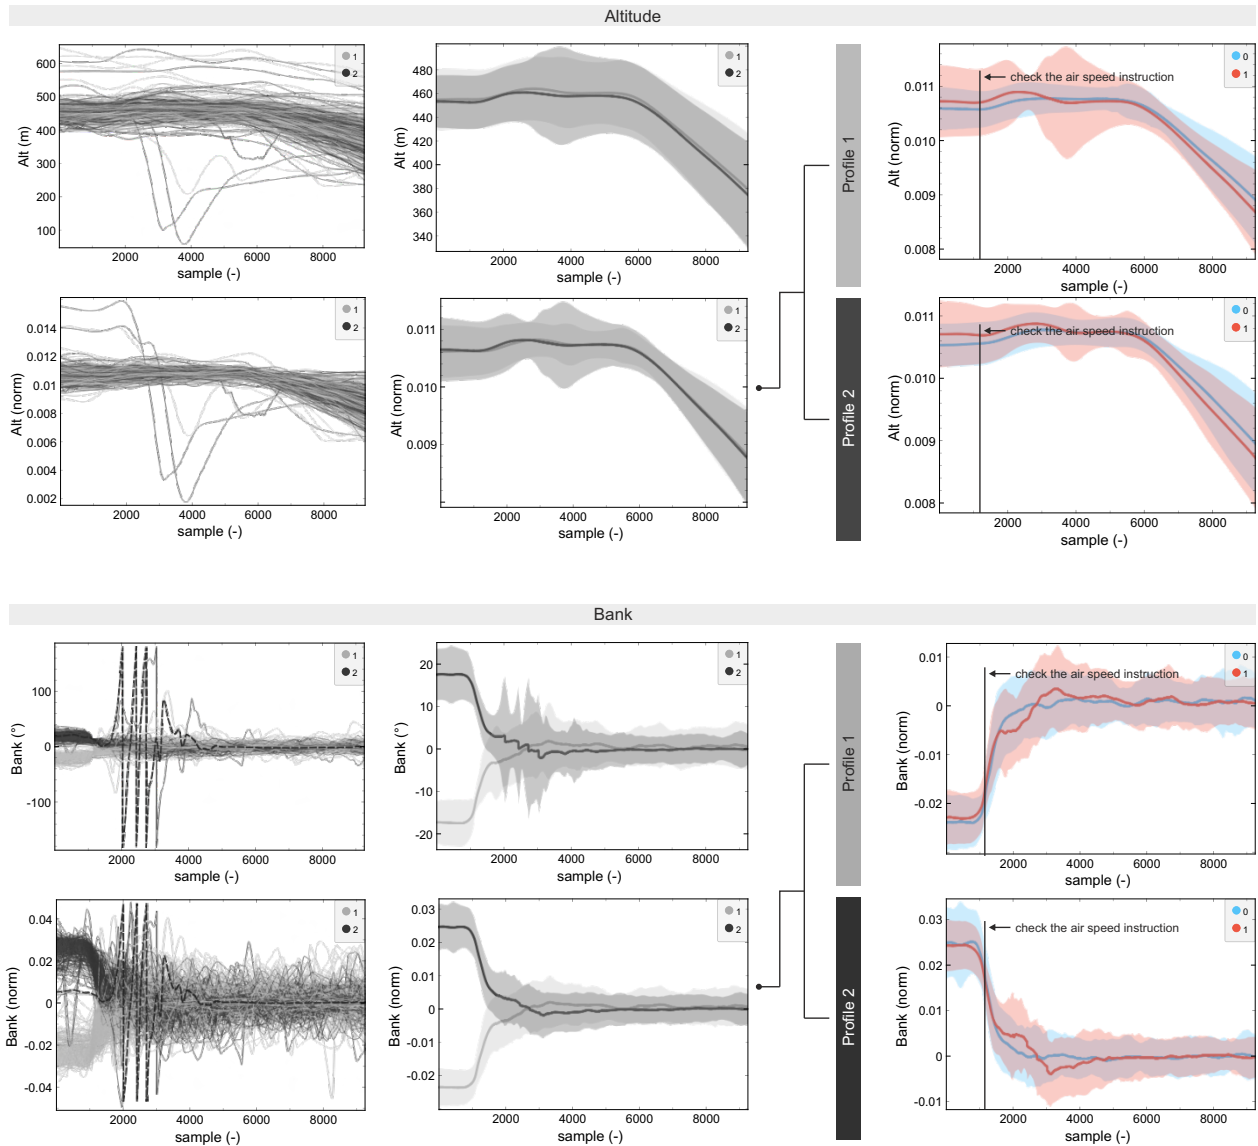 Altitude
600
500
400
300
200
100
Alt (m)
2000 4000 6000 8000
sample (-)
1
2
480
460
440
420
400
380
360
340
Alt (m)
2000 4000 6000 8000
sample (-)
1
2
Profile 1
0.011
0.010
0.009
0.008
Alt (norm)
2000 4000 6000 8000
sample (-)
check the air speed instruction
0
1
0.014
0.012
0.01
0.008
0.006
0.004
0.002
Alt (norm)
2000 4000 6000 8000
sample (-)
1
2
0.011
0.010
0.009
Alt (norm)
2000 4000 6000 8000
sample (-)
1
2
Profile 2
0.011
0.010
0.009
0.008
Alt (norm)
2000 4000 6000 8000
sample (-)
check the air speed instruction
0
1
Bank
100
0
-100
Bank (°)
2000 4000 6000 8000
sample (-)
1
2
20
10
0
-10
-20
Bank (°)
2000 4000 6000 8000
sample (-)
1
2
Profile 1
0.01
0
-0.01
-0.02
Bank (norm)
2000 4000 6000 8000
sample (-)
check the air speed instruction
0
1
0.04
0.02
0
-0.02
-0.04
Bank (norm)
2000 4000 6000 8000
sample (-)
1
2
0.03
0.02
0.01
0
-0.01
-0.02
Bank (norm)
2000 4000 6000 8000
sample (-)
1
2
Profile 2
0.03
0.02
0.01
0
-0.01
Bank (norm)
2000 4000 6000 8000
sample (-)
check the air speed instruction
0
1